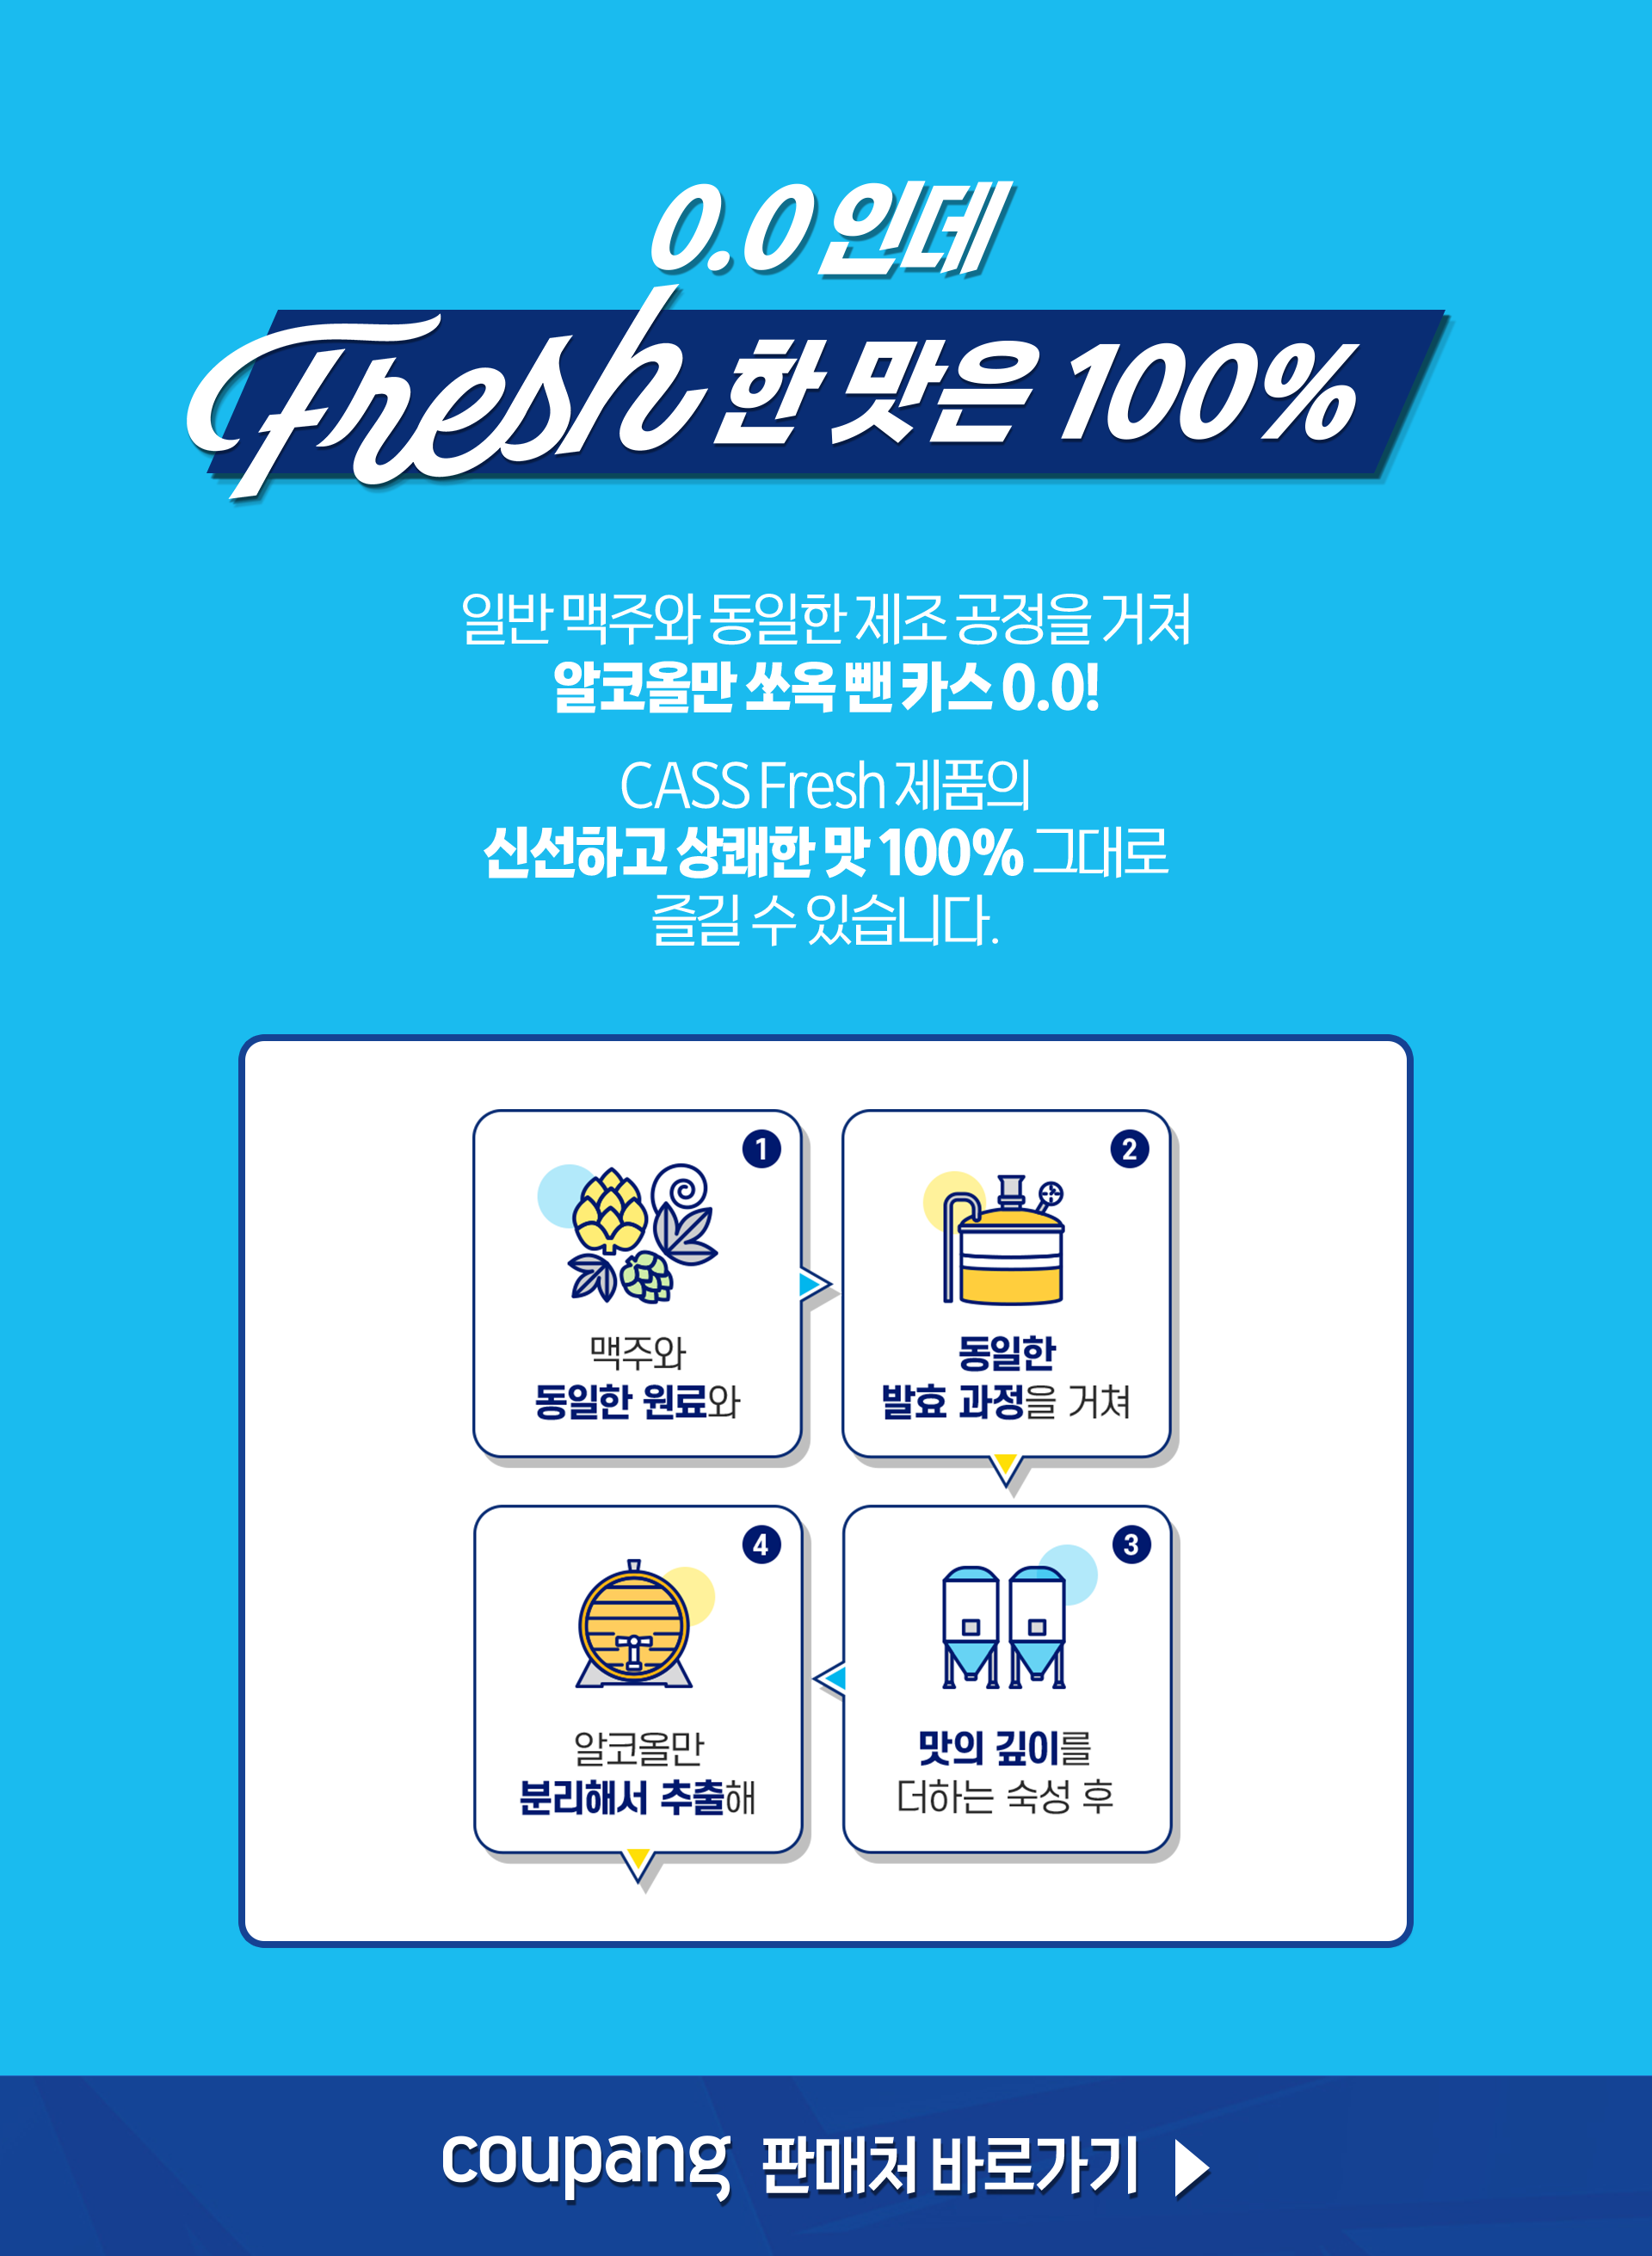 0.0인데
Fresh한 맛은 100%
일반 맥주와 동일한 제조 공정을 거쳐
알코올만 쏘옥 뺀 카스 0.0!
CASS Fresh 제품의
신선하고 상쾌한 맛 100% 그대로
즐길 수 있습니다.
1
맥주와
동일한 원료와
2
동일한
발효 과정을 거쳐
3
맛의 깊이를
더하는 숙성 후
4
알코올만
분리해서 추출해
coupang 판매처 바로가기